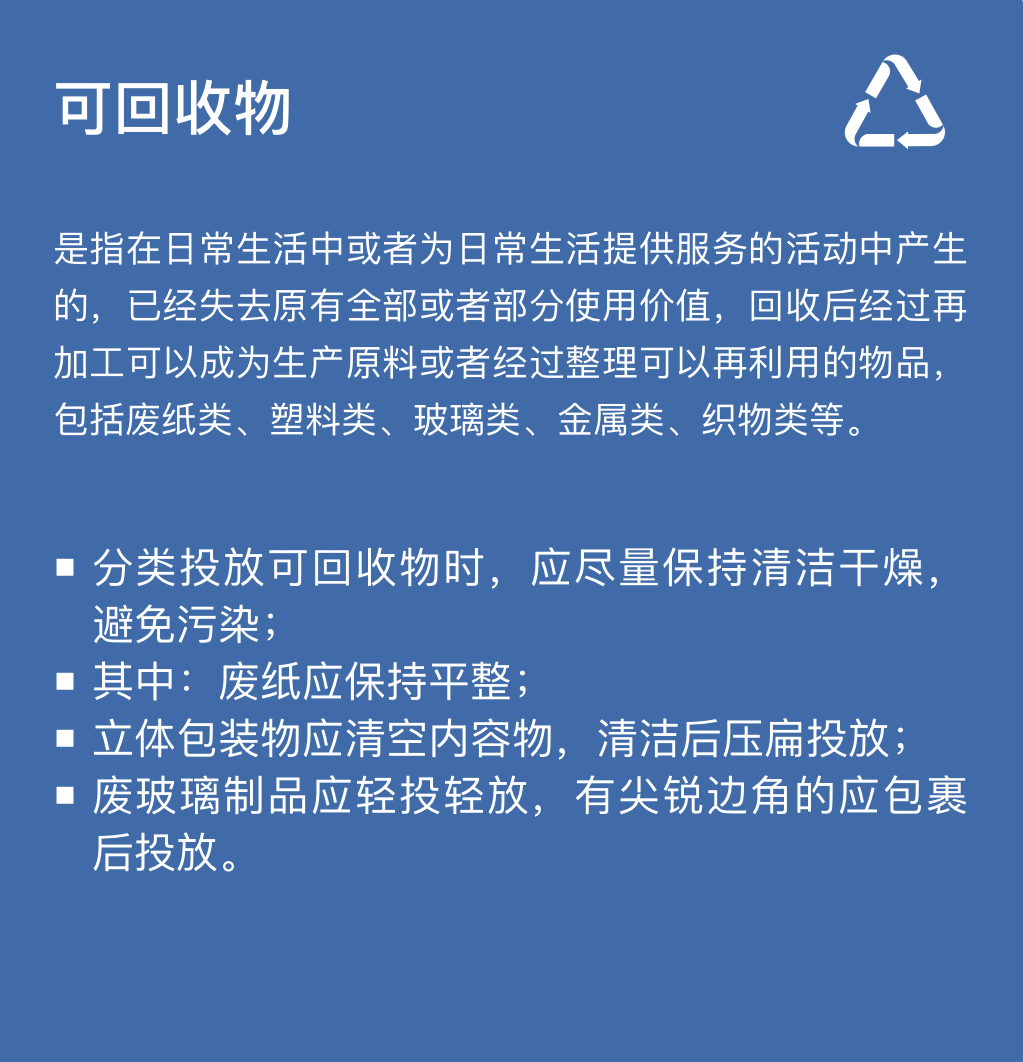 可回收物
是指在日常生活中或者为日常生活提供服务的活动中产生
的，已经失去原有全部或者部分使用价值，回收后经过再
加工可以成为生产原料或者经过整理可以再利用的物品，
包括废纸类、塑料类、玻璃类、金属类、织物类等。
■ 分类投放可回收物时，应尽量保持清洁干燥，
避免污染；
■ 其中：废纸应保持平整；
■ 立体包装物应清空内容物，清洁后压扁投放；
■ 废玻璃制品应轻投轻放，有尖锐边角的应包裹
后投放。